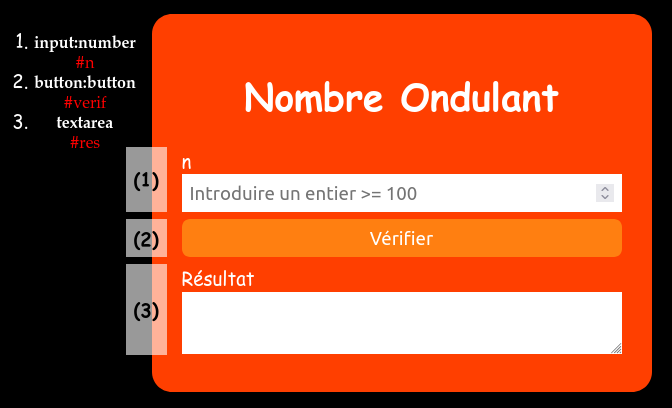 1. input:number
#n
2. button:button
#verif
3. textarea
#res
Nombre Ondulant
n
(1)
Introduire un entier >= 100
(2)
Vérifier
Résultat
(3)